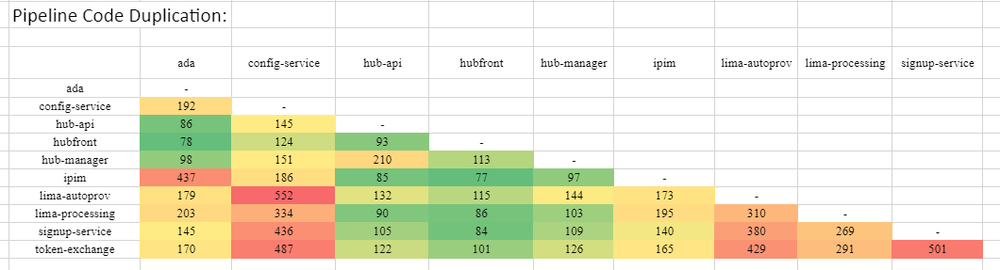 Pipeline Code Duplication:
ada config-service hub-api hubfront hub-manager ipim lima-autoprov lima-processing signup-service
ada -
config-service 192 -
hub-api 86 145 -
hubfront 78 124 93 -
hub-manager 98 151 210 113 -
ipim 437 186 85 77 97 -
lima-autoprov 179 552 132 115 144 173 -
lima-processing 203 334 90 86 103 195 310 -
signup-service 145 436 105 84 109 140 380 269 -
token-exchange 170 487 122 101 126 165 429 291 501